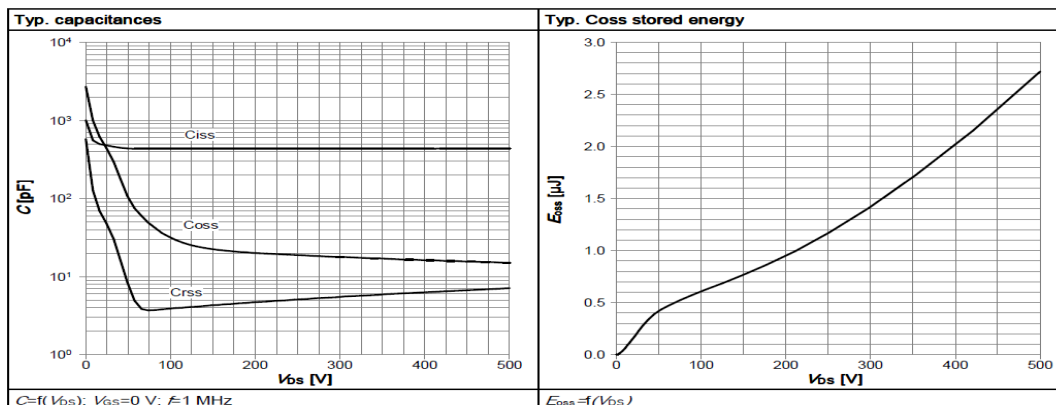 Typ. capacitances
10⁴
10³
10²
10¹
10⁰
C [pF]
Ciss
Coss
Crss
0
100
200
300
400
500
VDS [V]
C=f(VDS); VGS=0 V; f=1 MHz
Typ. Coss stored energy
3.0
2.5
2.0
1.5
1.0
0.5
0.0
Eoss [µJ]
0
100
200
300
400
500
VDS [V]
Eoss=f(VDS)